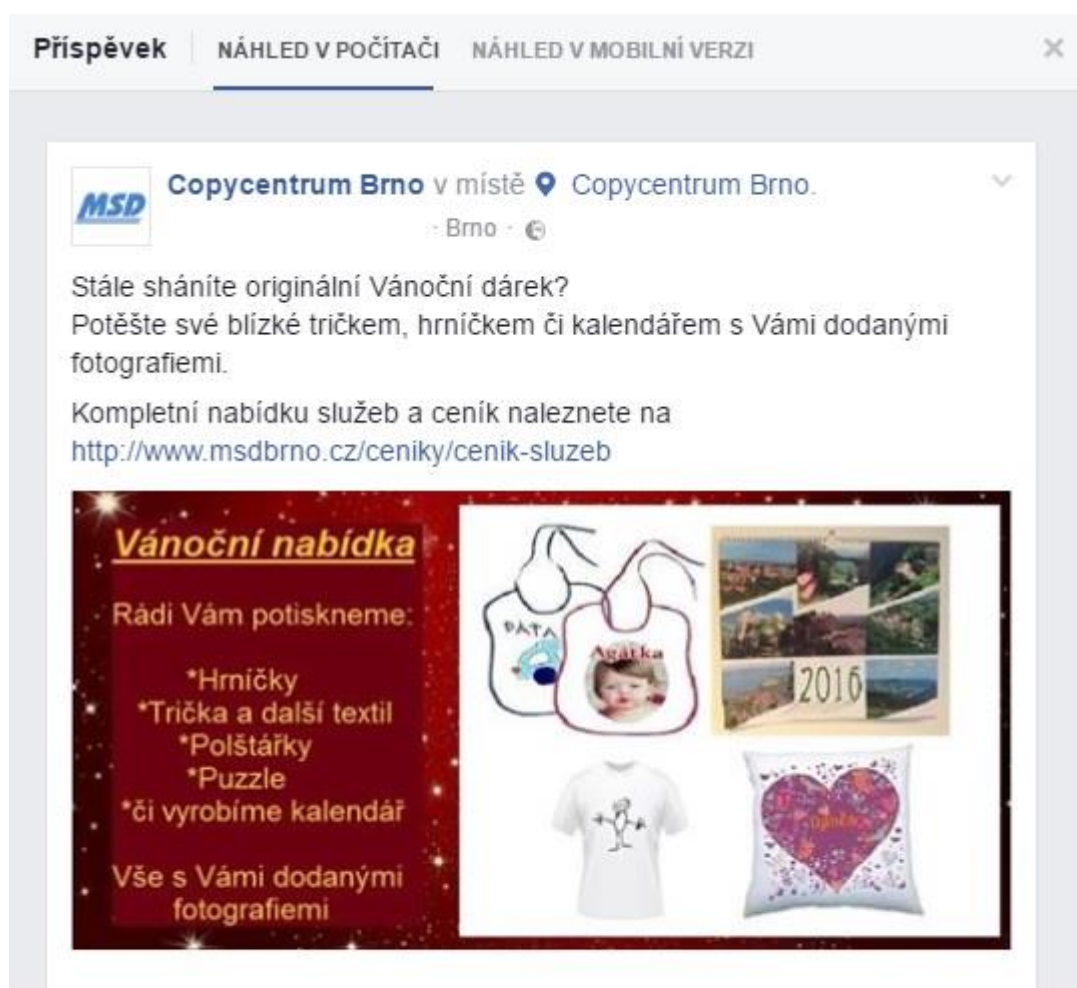 Příspěvek NÁHLED V POČÍTAČI NÁHLED V MOBILNÍ VERZI
MSD
Copycentrum Brno v místě Copycentrum Brno.
· Brno ·
Stále sháníte originální Vánoční dárek?
Potěšte své blízké tričkem, hrníčkem či kalendářem s Vámi dodanými
fotografiemi.
Kompletní nabídku služeb a ceník naleznete na
http://www.msdbrno.cz/ceniky/cenik-sluzeb
Vánoční nabídka
Rádi Vám potiskneme:
*Hrníčky
*Trička a další textil
*Polštářky
*Puzzle
*či vyrobíme kalendář
Vše s Vámi dodanými
fotografiemi
Agátka
2016